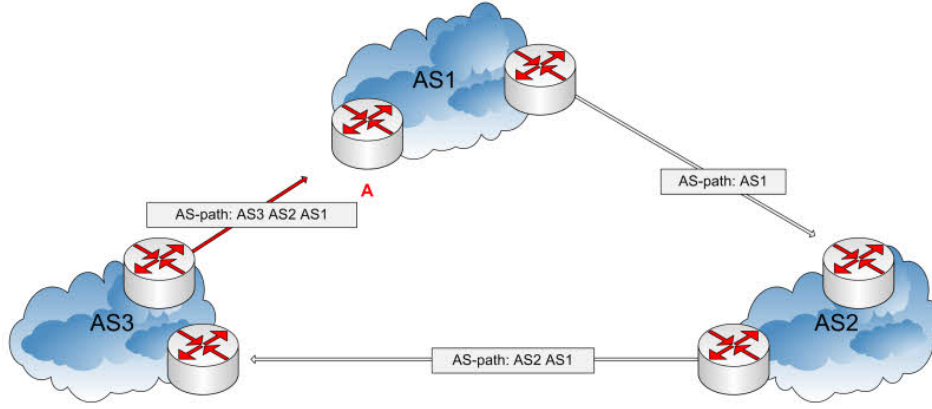 AS1
A
AS-path: AS1
AS-path: AS3 AS2 AS1
AS3
AS2
AS-path: AS2 AS1